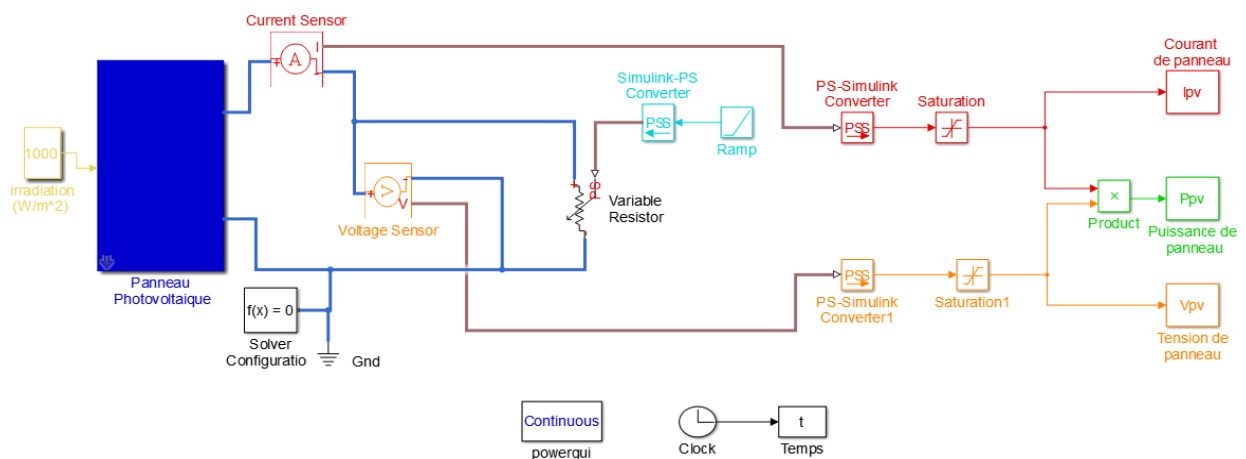 Current Sensor
I
+
A
-
1000
irradiation
(W/m^2)
Panneau
Photovoltaique
+
V
-
V
Voltage Sensor
Simulink-PS
Converter
PSS
Ramp
+
PS
-
Variable
Resistor
PS-Simulink
Converter
PSS
Saturation
Courant
de panneau
Ipv
×
Product
Ppv
Puissance de
panneau
PSS
PS-Simulink
Converter1
Saturation1
Vpv
Tension de
panneau
f(x) = 0
Solver
Configuratio
Gnd
Continuous
powergui
Clock
t
Temps